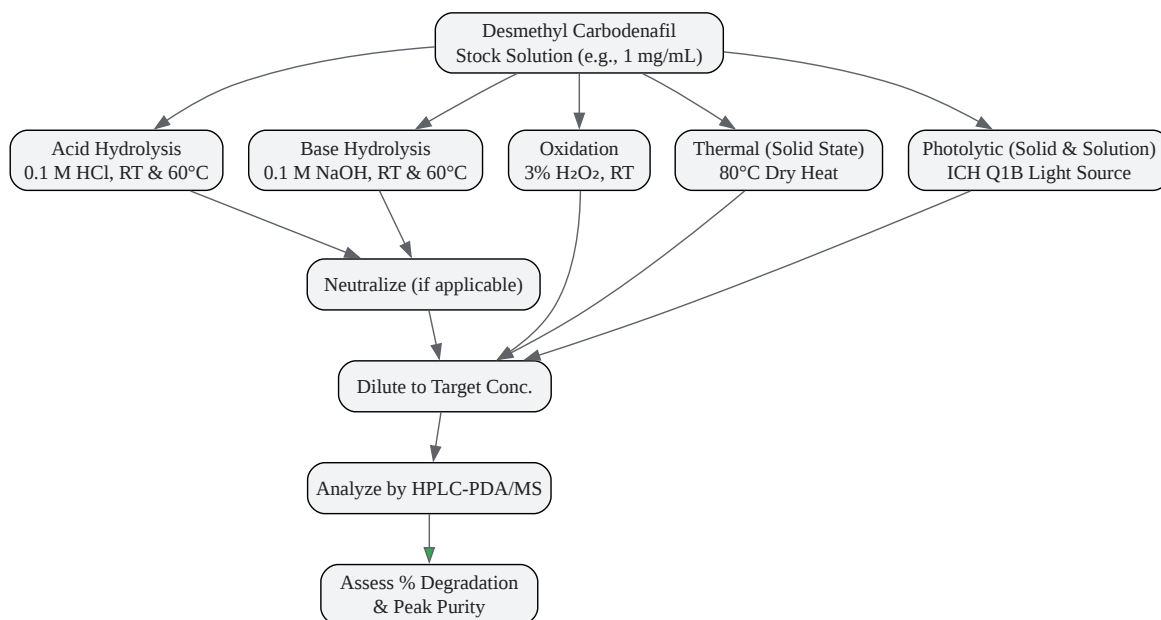 Desmethyl Carbodenafil
Stock Solution (e.g., 1 mg/mL)
Acid Hydrolysis
0.1 M HCl, RT & 60°C
Base Hydrolysis
0.1 M NaOH, RT & 60°C
Oxidation
3% H₂O₂, RT
Thermal (Solid State)
80°C Dry Heat
Photolytic (Solid & Solution)
ICH Q1B Light Source
Neutralize (if applicable)
Dilute to Target Conc.
Analyze by HPLC-PDA/MS
Assess % Degradation
& Peak Purity